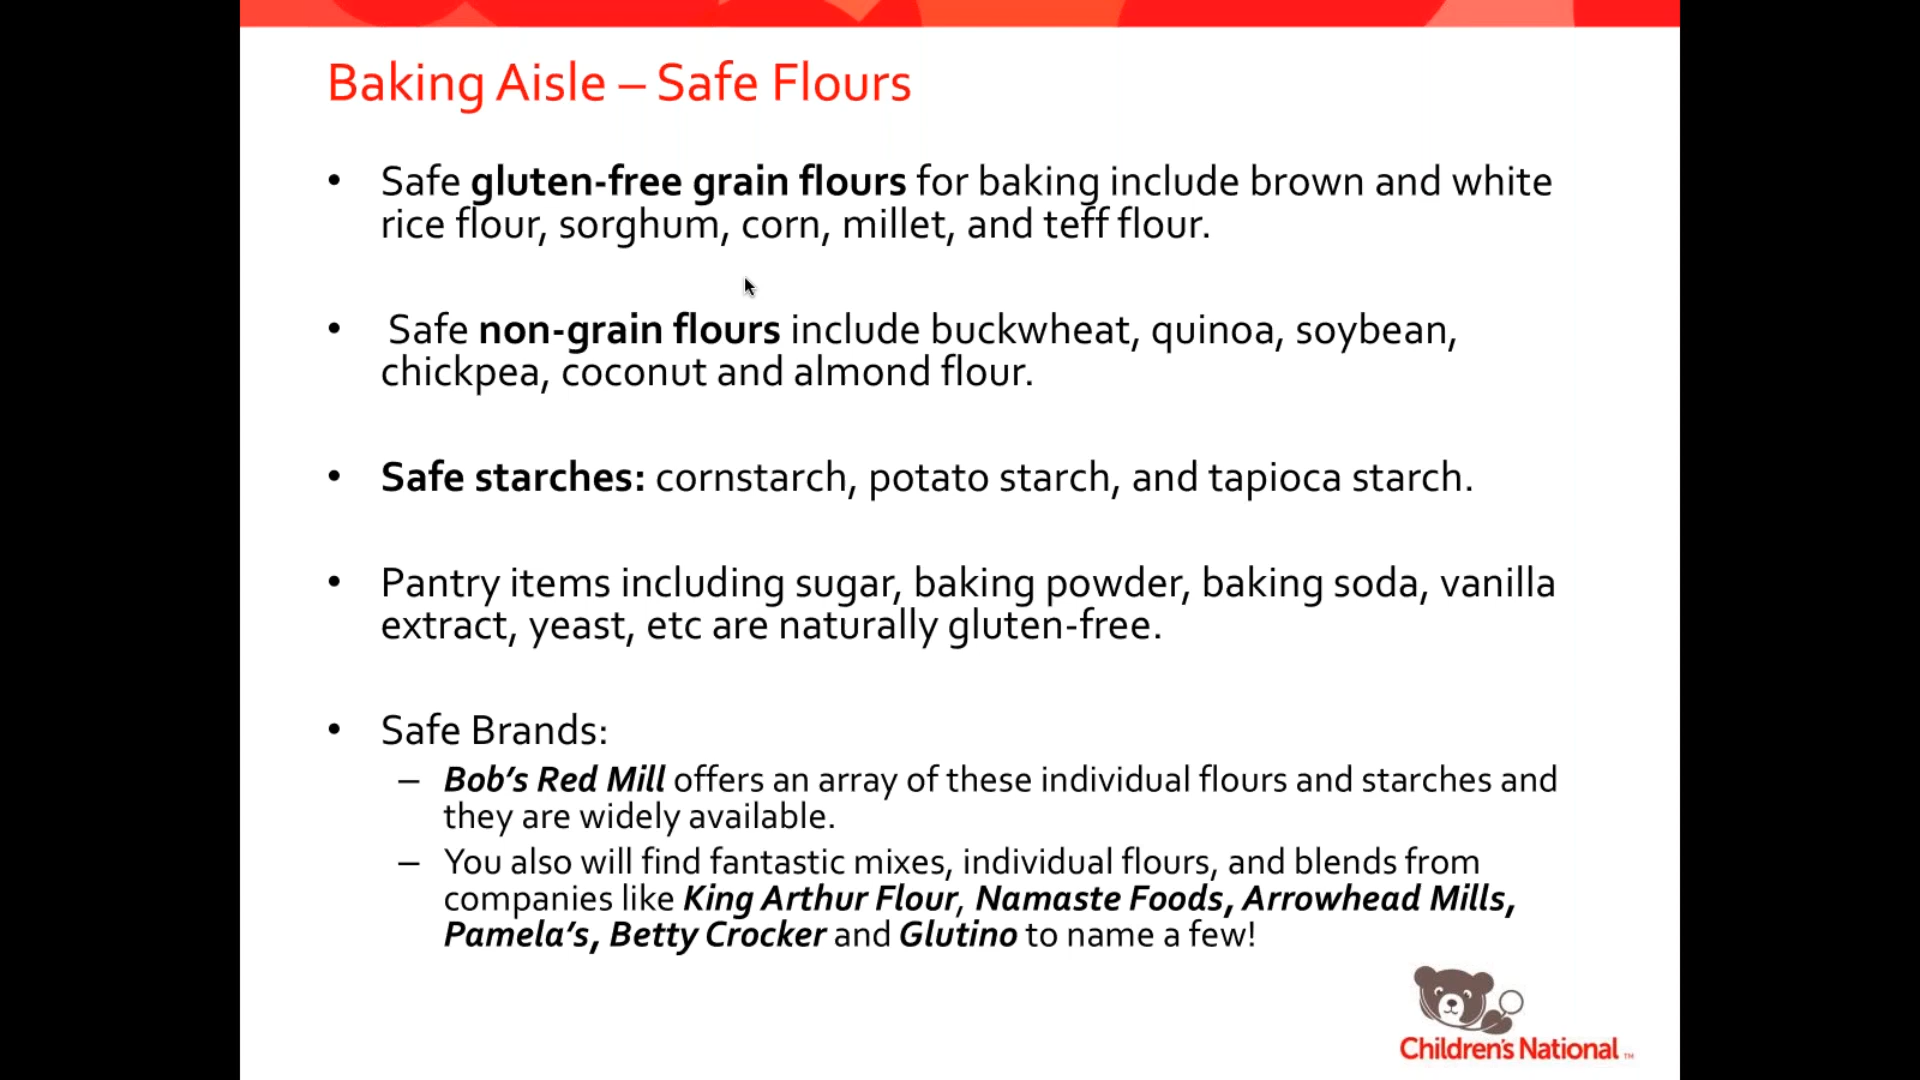 Baking Aisle – Safe Flours
• Safe gluten-free grain flours for baking include brown and white
rice flour, sorghum, corn, millet, and teff flour.
• Safe non-grain flours include buckwheat, quinoa, soybean,
chickpea, coconut and almond flour.
• Safe starches: cornstarch, potato starch, and tapioca starch.
• Pantry items including sugar, baking powder, baking soda, vanilla
extract, yeast, etc are naturally gluten-free.
• Safe Brands:
– Bob’s Red Mill offers an array of these individual flours and starches and
they are widely available.
– You also will find fantastic mixes, individual flours, and blends from
companies like King Arthur Flour, Namaste Foods, Arrowhead Mills,
Pamela’s, Betty Crocker and Glutino to name a few!
Children's National ™